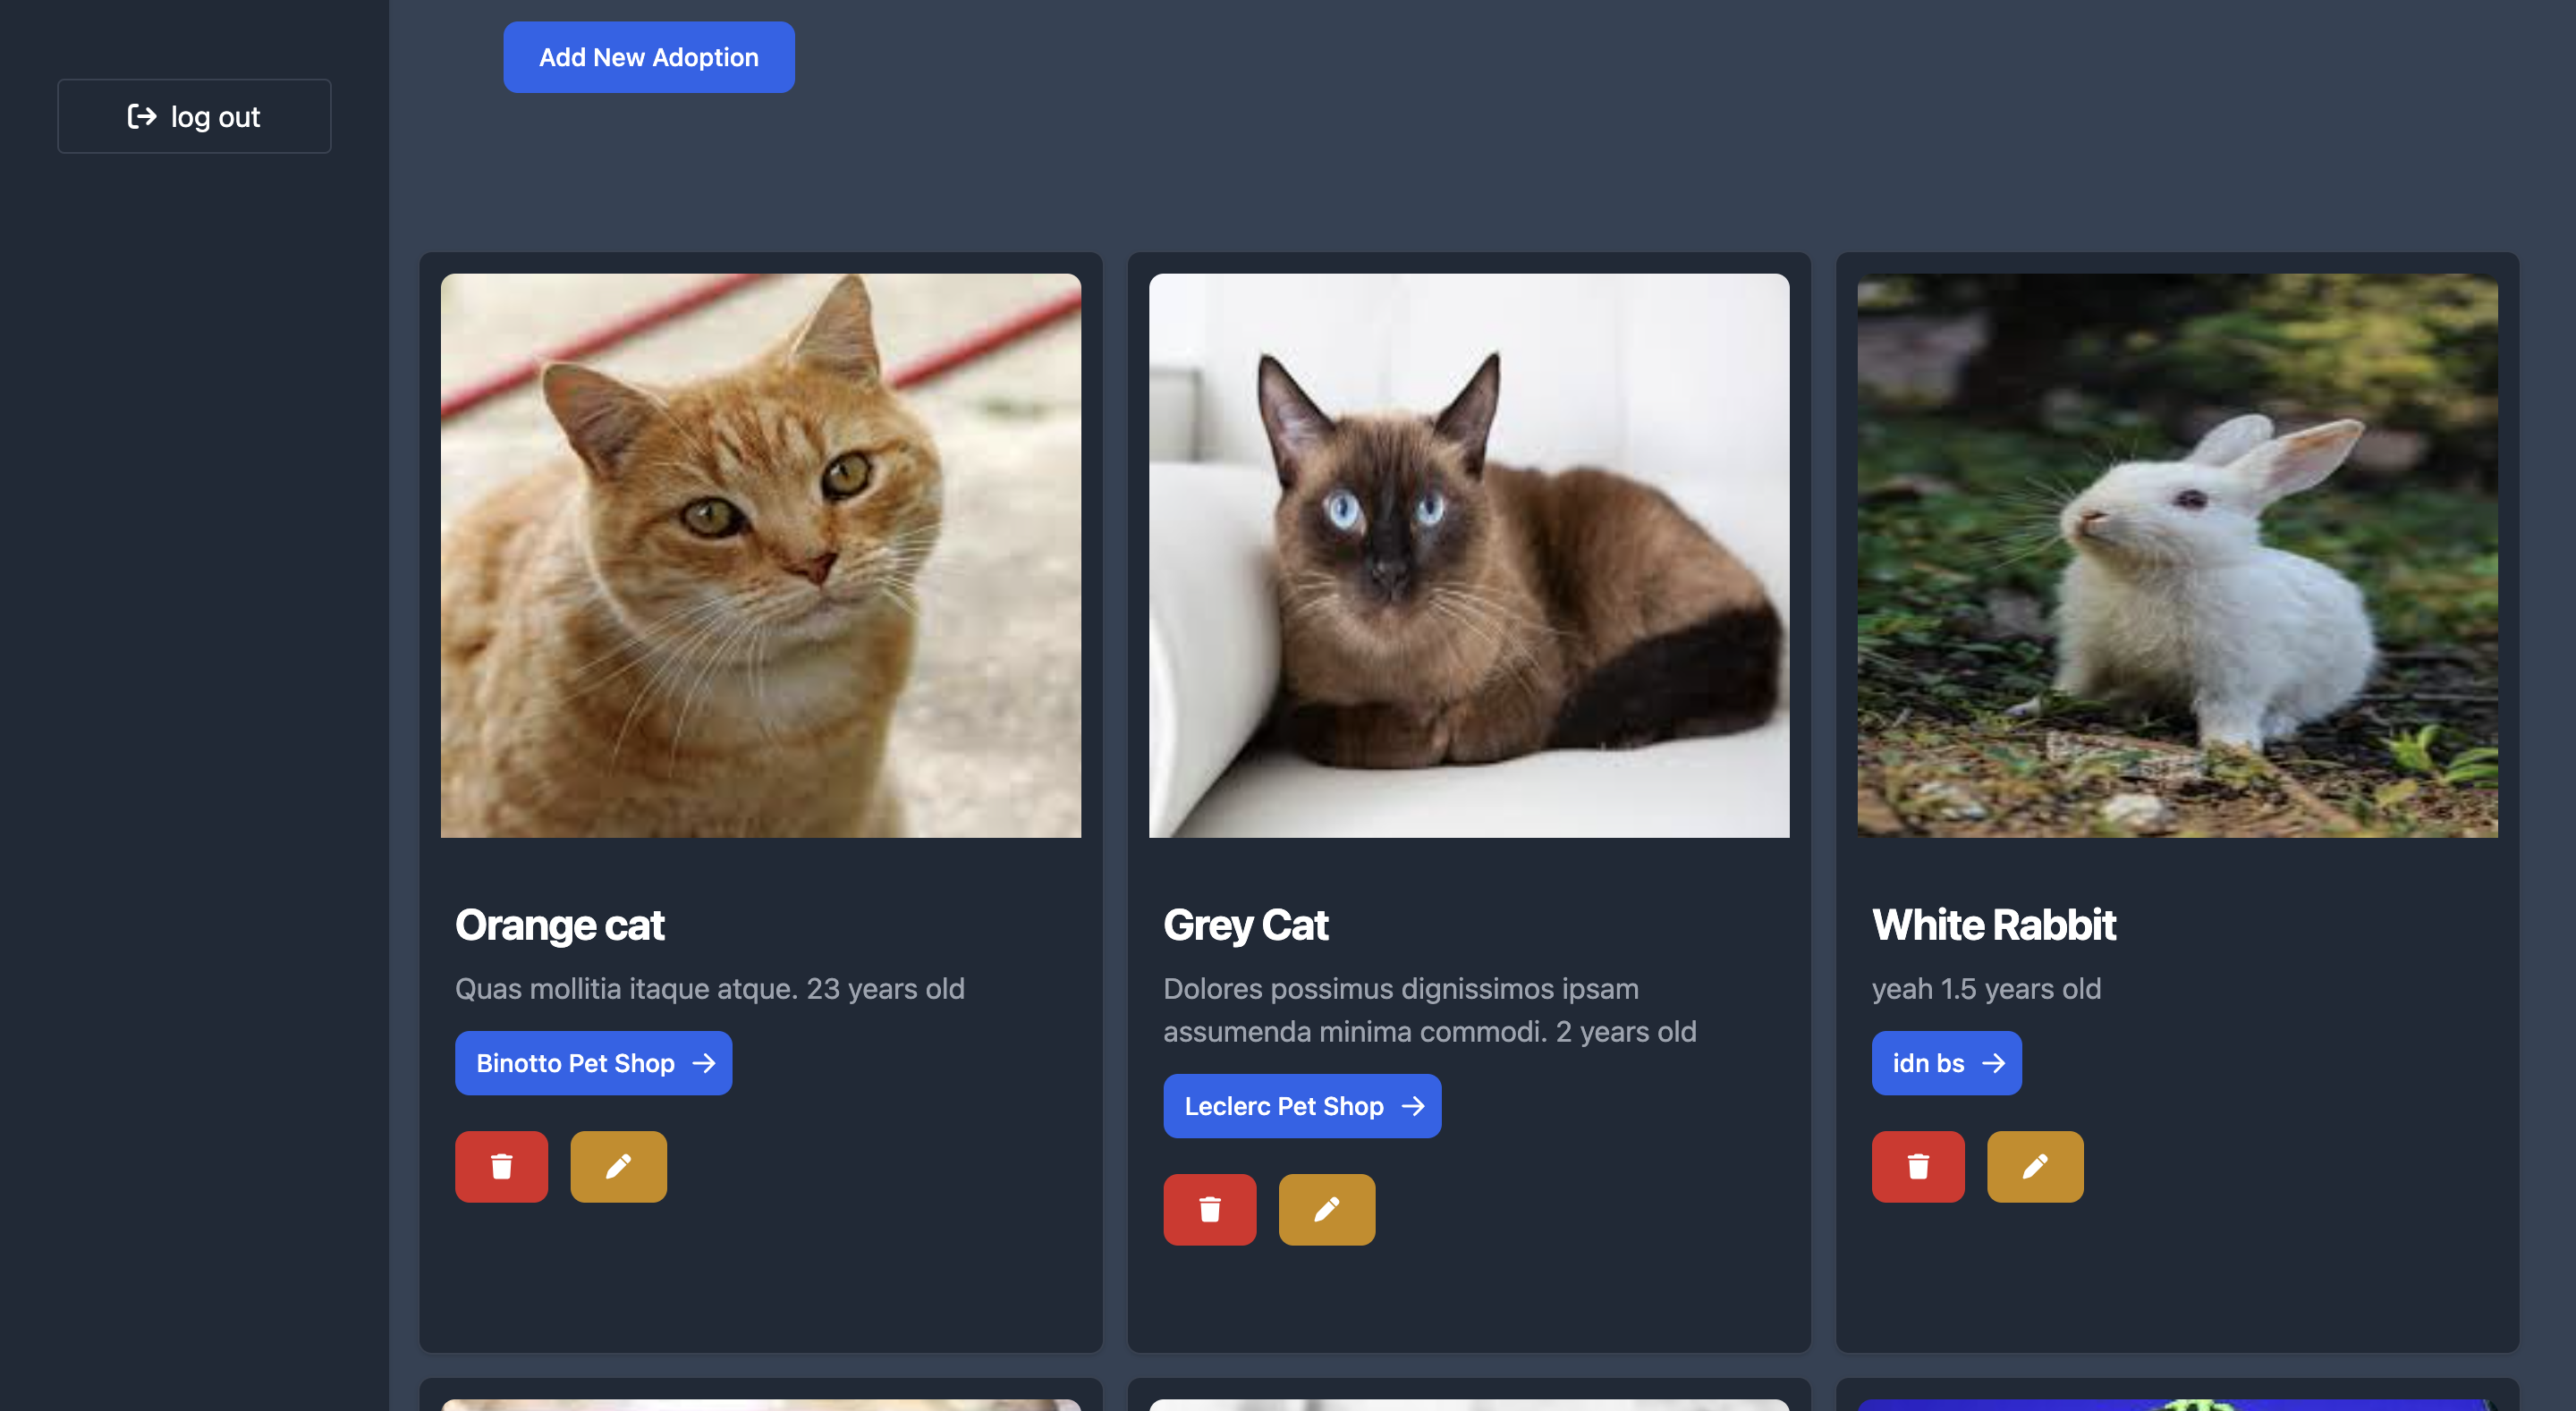 Add New Adoption
log out
Orange cat
Quas mollitia itaque atque. 23 years old
Binotto Pet Shop
Grey Cat
Dolores possimus dignissimos ipsam
assumenda minima commodi. 2 years old
Leclerc Pet Shop
White Rabbit
yeah 1.5 years old
idn bs